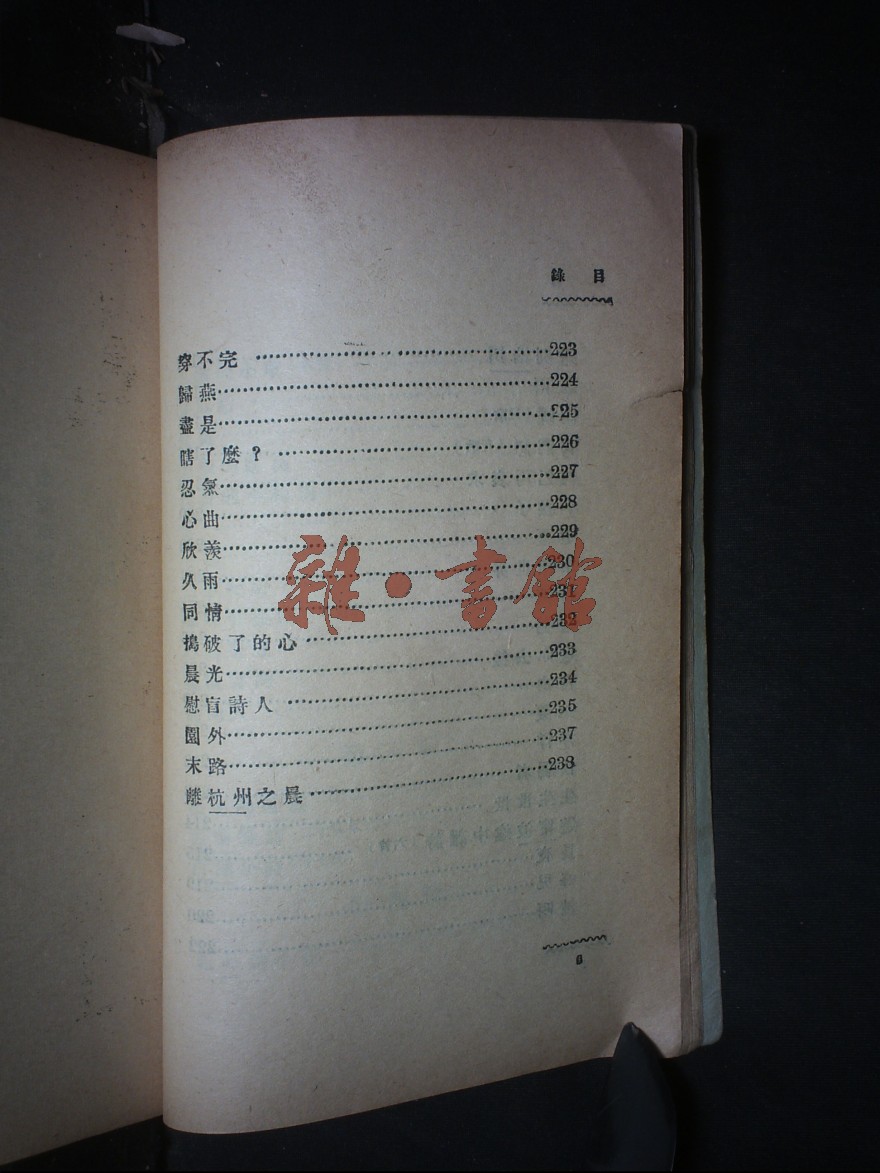 目錄
穿不完……223
歸燕……224
盡是……225
瞎了麼？……226
忍氣……227
心曲……228
欣羨……229
久雨……230
同情……231
搗破了的心……232
晨光……233
慰盲詩人……234
園外……235
末路……237
離杭州之晨……238
6
雜·書館